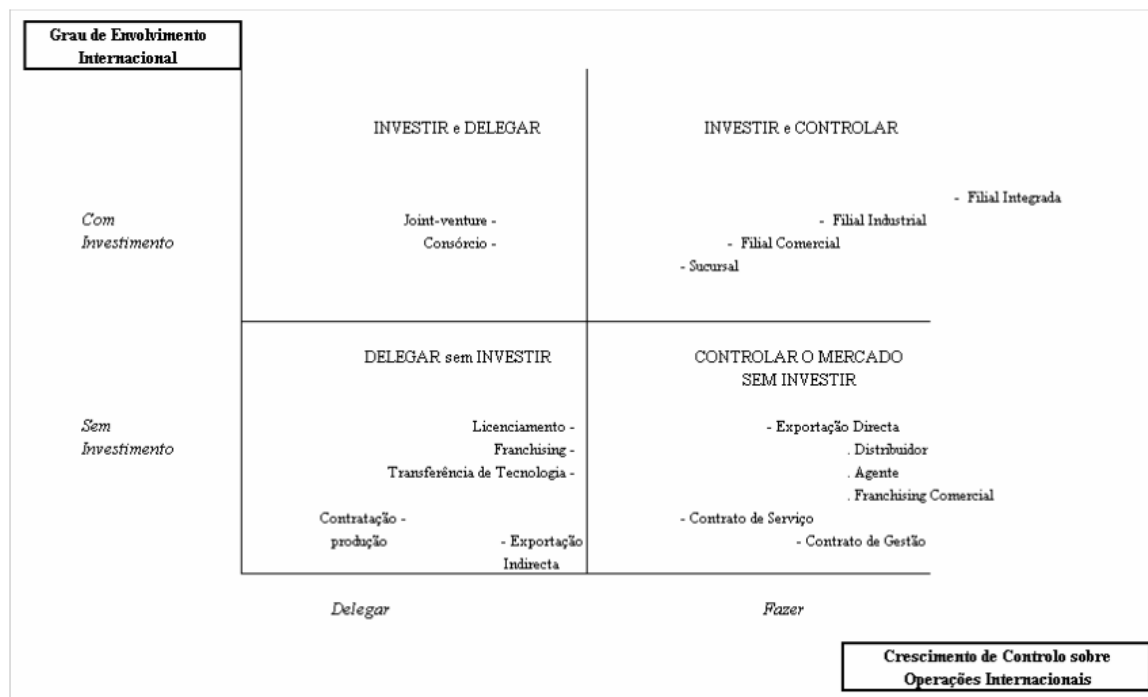 Grau de Envolvimento
Internacional
INVESTIR e DELEGAR
INVESTIR e CONTROLAR
- Filial Integrada
Com
Investimento
Joint-venture -
Consórcio -
- Filial Industrial
- Filial Comercial
- Sucursal
DELEGAR sem INVESTIR
CONTROLAR O MERCADO
SEM INVESTIR
Sem
Investimento
Licenciamento -
Franchising -
Transferência de Tecnologia -
Contratação -
produção
- Exportação
Indirecta
- Exportação Directa
. Distribuidor
. Agente
. Franchising Comercial
- Contrato de Serviço
- Contrato de Gestão
Delegar
Fazer
Crescimento de Controlo sobre
Operações Internacionais